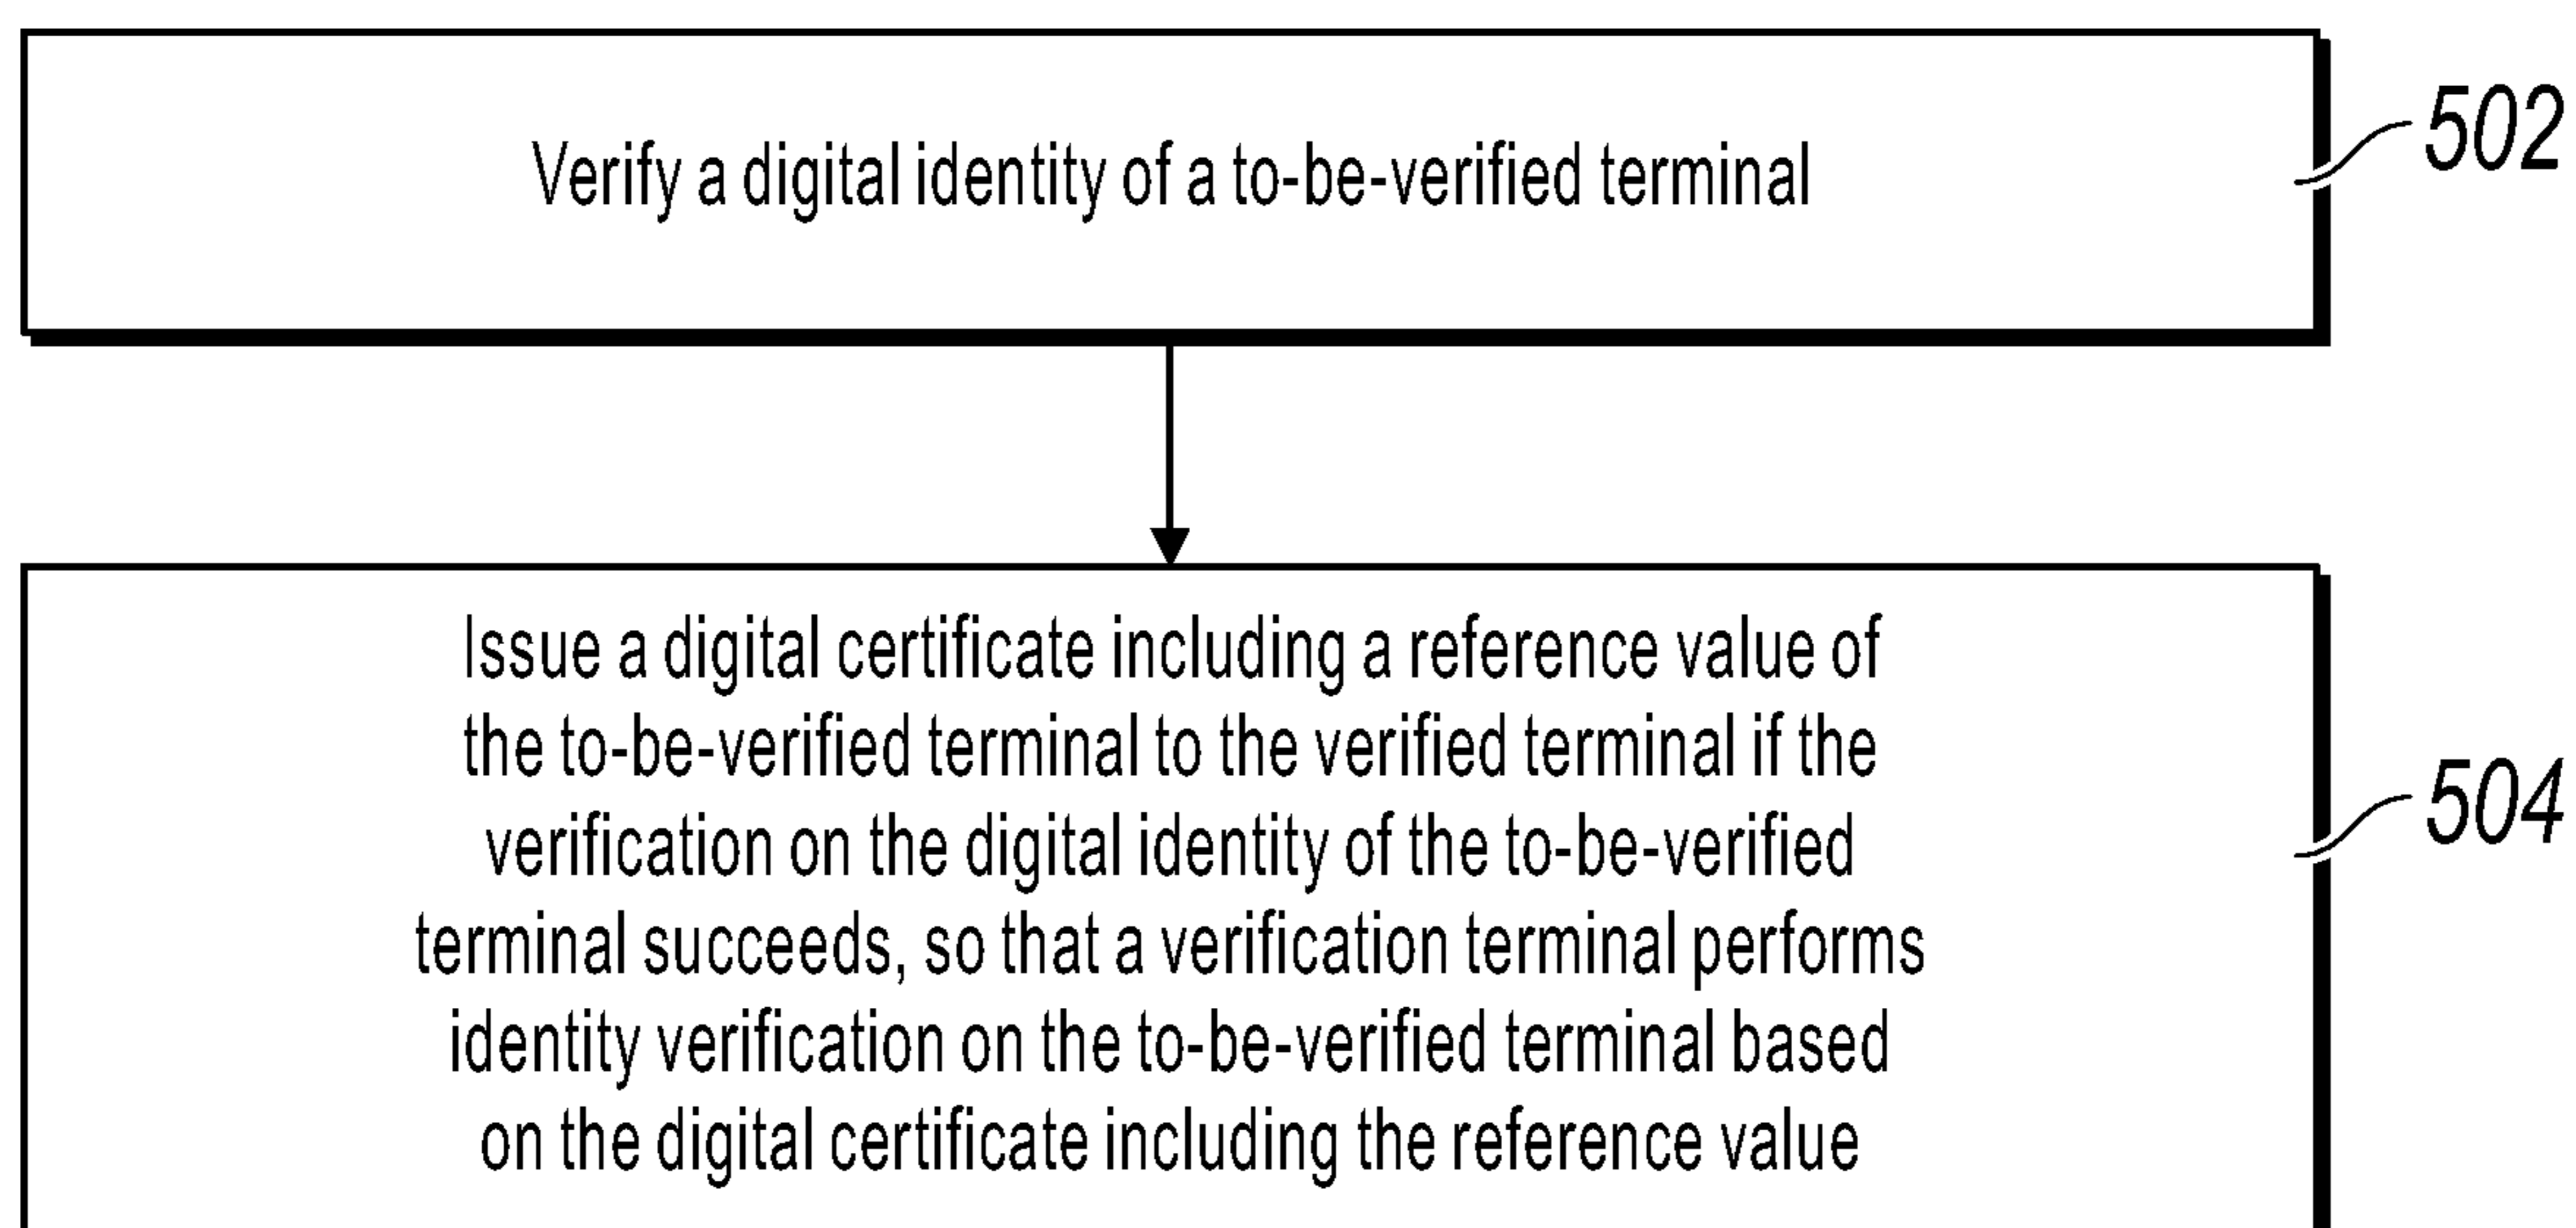 Verify a digital identity of a to-be-verified terminal
502
Issue a digital certificate including a reference value of
the to-be-verified terminal to the verified terminal if the
verification on the digital identity of the to-be-verified
terminal succeeds, so that a verification terminal performs
identity verification on the to-be-verified terminal based
on the digital certificate including the reference value
504